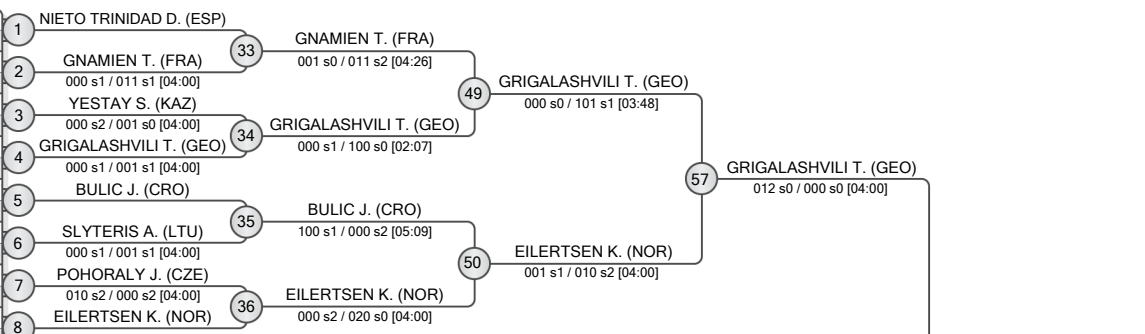 1
NIETO TRINIDAD D. (ESP)
2
GNAMIEN T. (FRA)
000 s1 / 011 s1 [04:00]
3
YESTAY S. (KAZ)
000 s2 / 001 s0 [04:00]
4
GRIGALASHVILI T. (GEO)
000 s1 / 001 s1 [04:00]
5
BULIC J. (CRO)
6
SLYTERIS A. (LTU)
000 s1 / 001 s1 [04:00]
7
POHORALY J. (CZE)
010 s2 / 000 s2 [04:00]
8
EILERTSEN K. (NOR)
33
GNAMIEN T. (FRA)
001 s0 / 011 s2 [04:26]
34
GRIGALASHVILI T. (GEO)
000 s1 / 100 s0 [02:07]
35
BULIC J. (CRO)
100 s1 / 000 s2 [05:09]
36
EILERTSEN K. (NOR)
000 s2 / 020 s0 [04:00]
49
GRIGALASHVILI T. (GEO)
000 s0 / 101 s1 [03:48]
50
EILERTSEN K. (NOR)
001 s1 / 010 s2 [04:00]
57
GRIGALASHVILI T. (GEO)
012 s0 / 000 s0 [04:00]